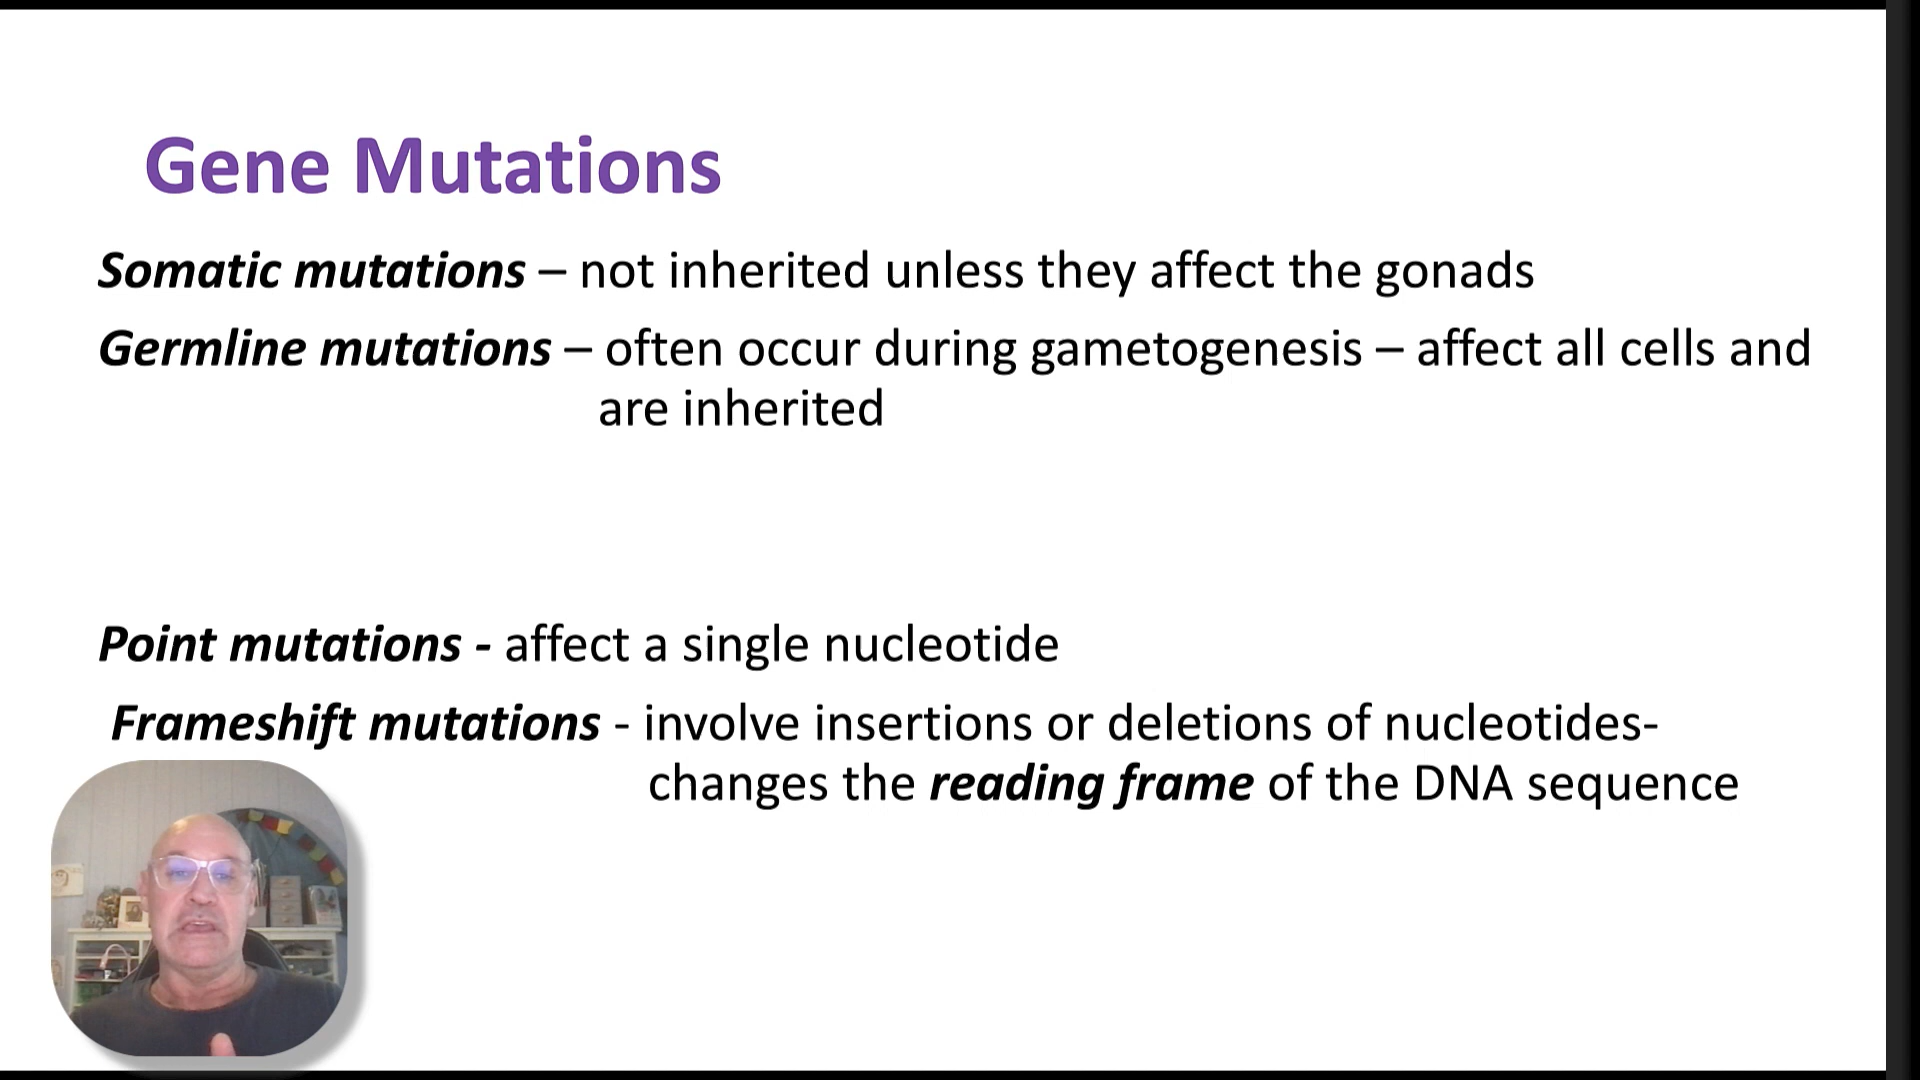 Gene Mutations
Somatic mutations – not inherited unless they affect the gonads
Germline mutations – often occur during gametogenesis – affect all cells and
are inherited
Point mutations - affect a single nucleotide
Frameshift mutations - involve insertions or deletions of nucleotides-
changes the reading frame of the DNA sequence